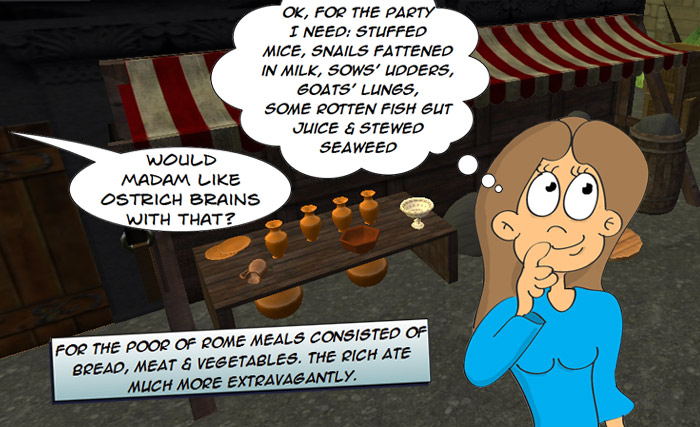 OK, FOR THE PARTY
I NEED: STUFFED
MICE, SNAILS FATTENED
IN MILK, SOWS' UDDERS,
GOATS' LUNGS,
SOME ROTTEN FISH GUT
JUICE & STEWED
SEAWEED
WOULD
MADAM LIKE
OSTRICH BRAINS
WITH THAT?
FOR THE POOR OF ROME MEALS CONSISTED OF
BREAD, MEAT & VEGETABLES. THE RICH ATE
MUCH MORE EXTRAVAGANTLY.